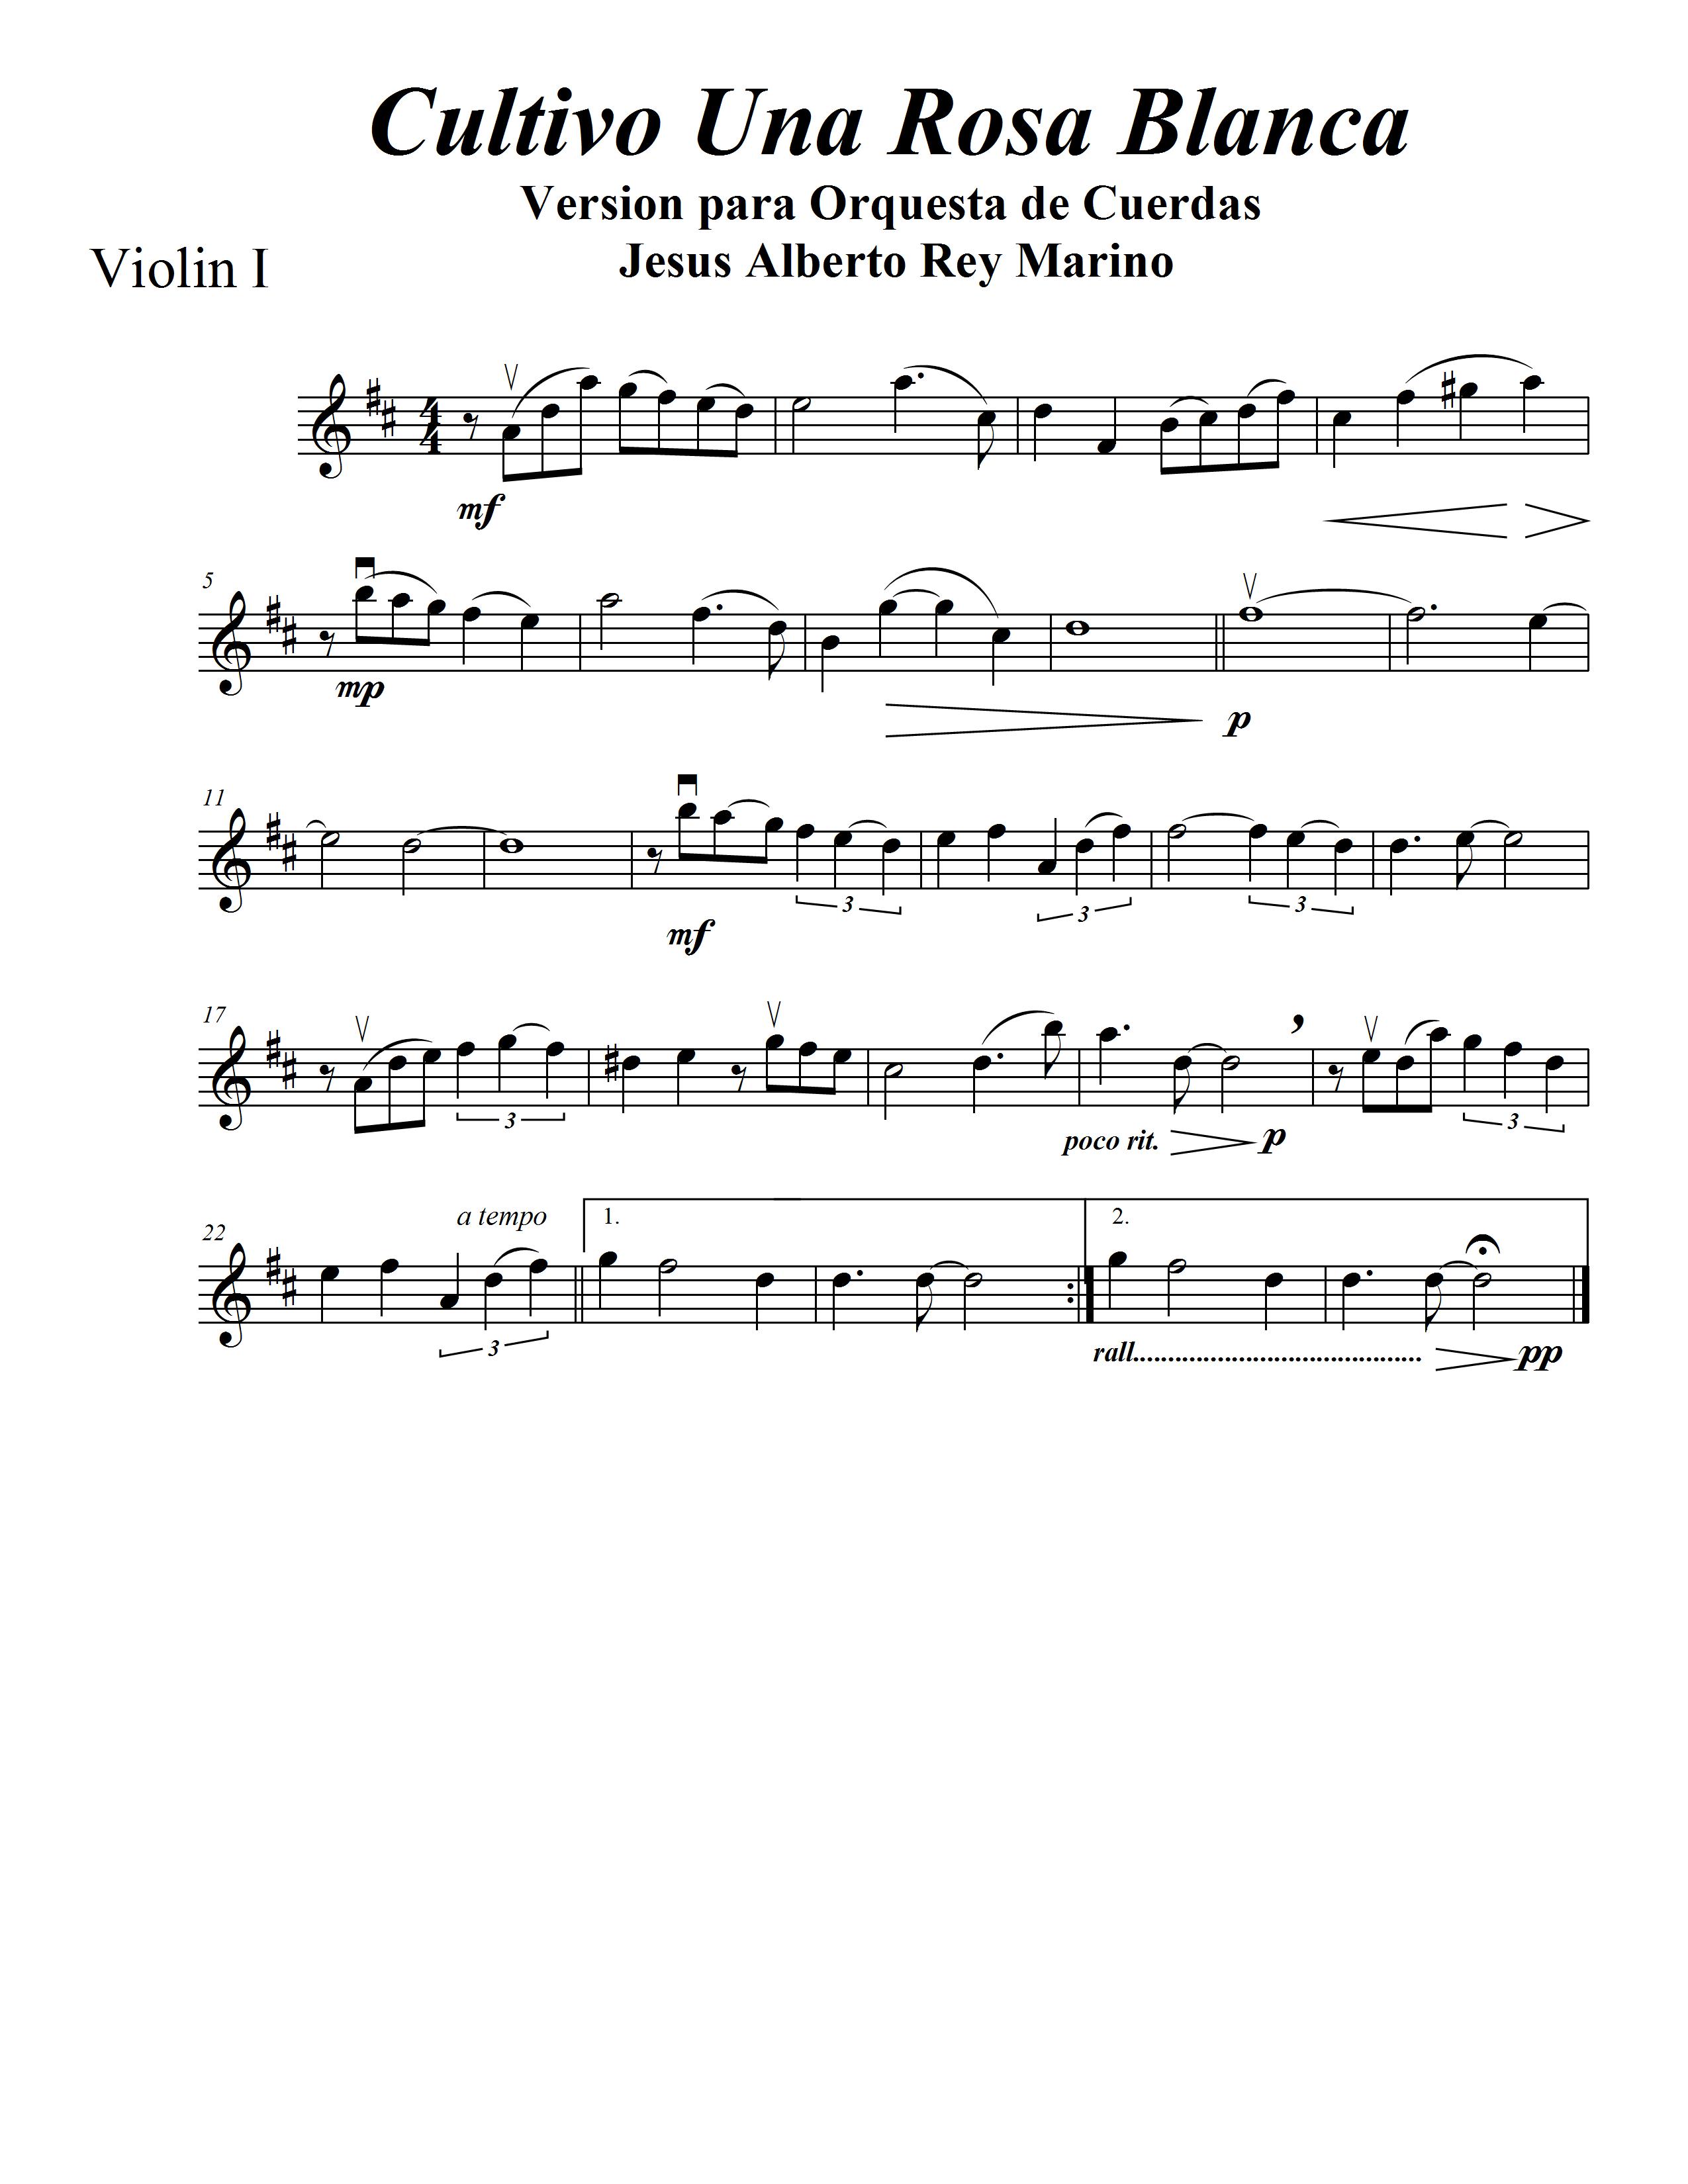 Cultivo Una Rosa Blanca
Version para Orquesta de Cuerdas
Jesus Alberto Rey Marino
Violin I
4
4
mf
5
mp
p
11
3
3
3
mf
17
3
3
poco rit.
p
22
a tempo
1.
2.
3
rall.........................................
pp